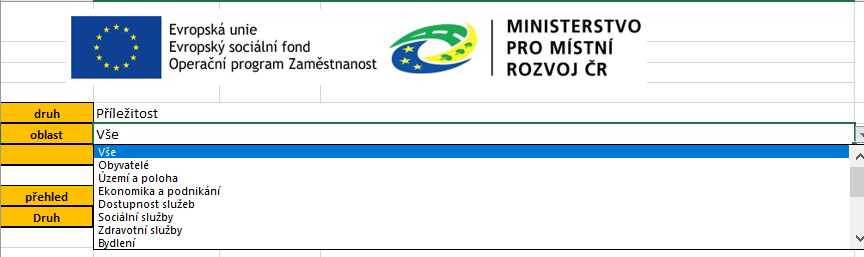 Evropská unie
Evropský sociální fond
Operační program Zaměstnanost
MINISTERSTVO
PRO MÍSTNÍ
ROZVOJ ČR
druh Příležitost
oblast Vše
Vše
Obyvatelé
Území a poloha
Ekonomika a podnikání
Dostupnost služeb
Sociální služby
Zdravotní služby
Bydlení
přehled
Druh